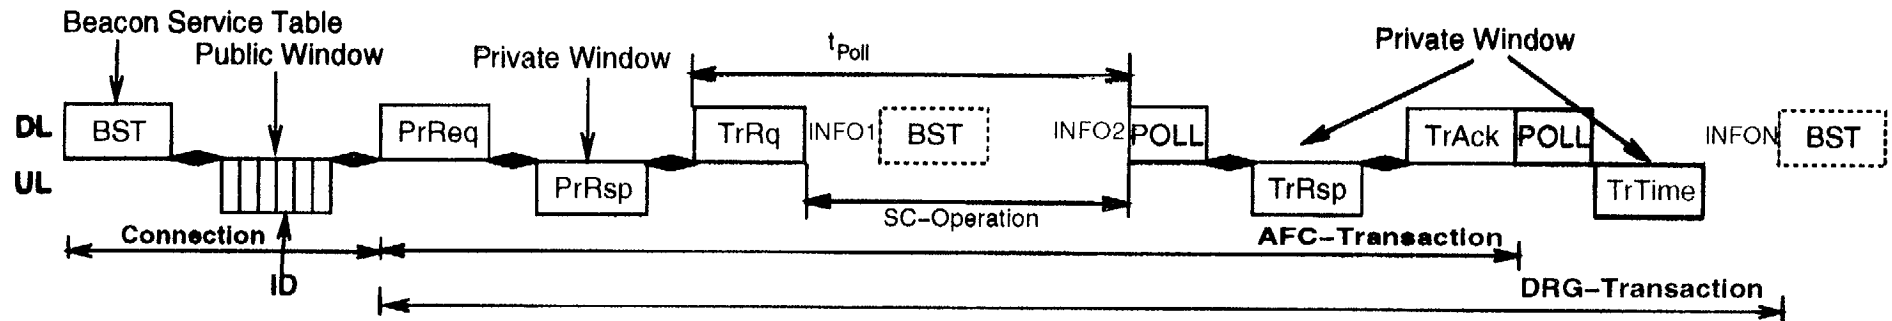 Beacon Service Table
Public Window
Private Window
tPoll
Private Window
DL
BST
PrReq
TrRq
INFO1
BST
INFO2
POLL
TrAck
POLL
INFON
BST
UL
PrRsp
TrRsp
TrTime
SC-Operation
Connection
AFC-Transaction
ID
DRG-Transaction